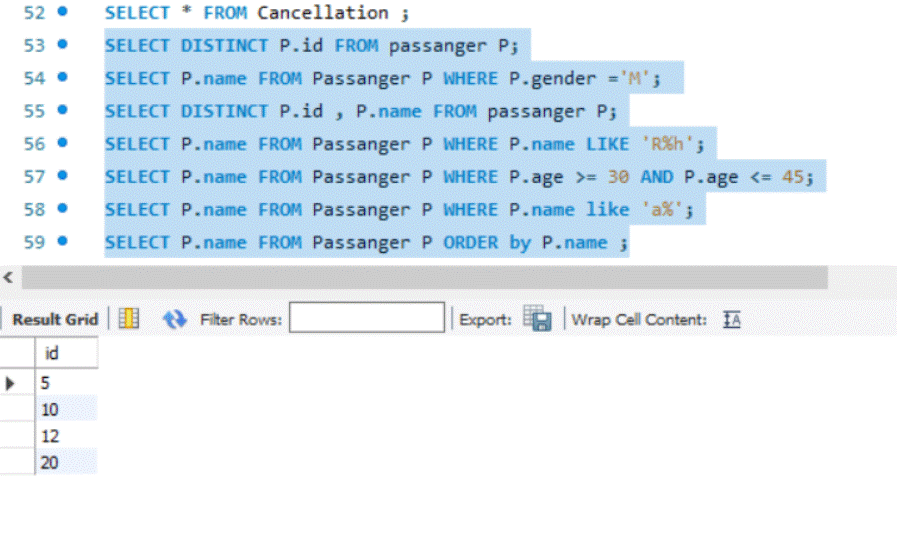 52 SELECT * FROM Cancellation ;
53 SELECT DISTINCT P.id FROM passanger P;
54 SELECT P.name FROM Passanger P WHERE P.gender ='M';
55 SELECT DISTINCT P.id , P.name FROM passanger P;
56 SELECT P.name FROM Passanger P WHERE P.name LIKE 'R%h';
57 SELECT P.name FROM Passanger P WHERE P.age >= 30 AND P.age <= 45;
58 SELECT P.name FROM Passanger P WHERE P.name like 'a%';
59 SELECT P.name FROM Passanger P ORDER by P.name ;
Result Grid Filter Rows: Export: Wrap Cell Content: IA
id
5
10
12
20